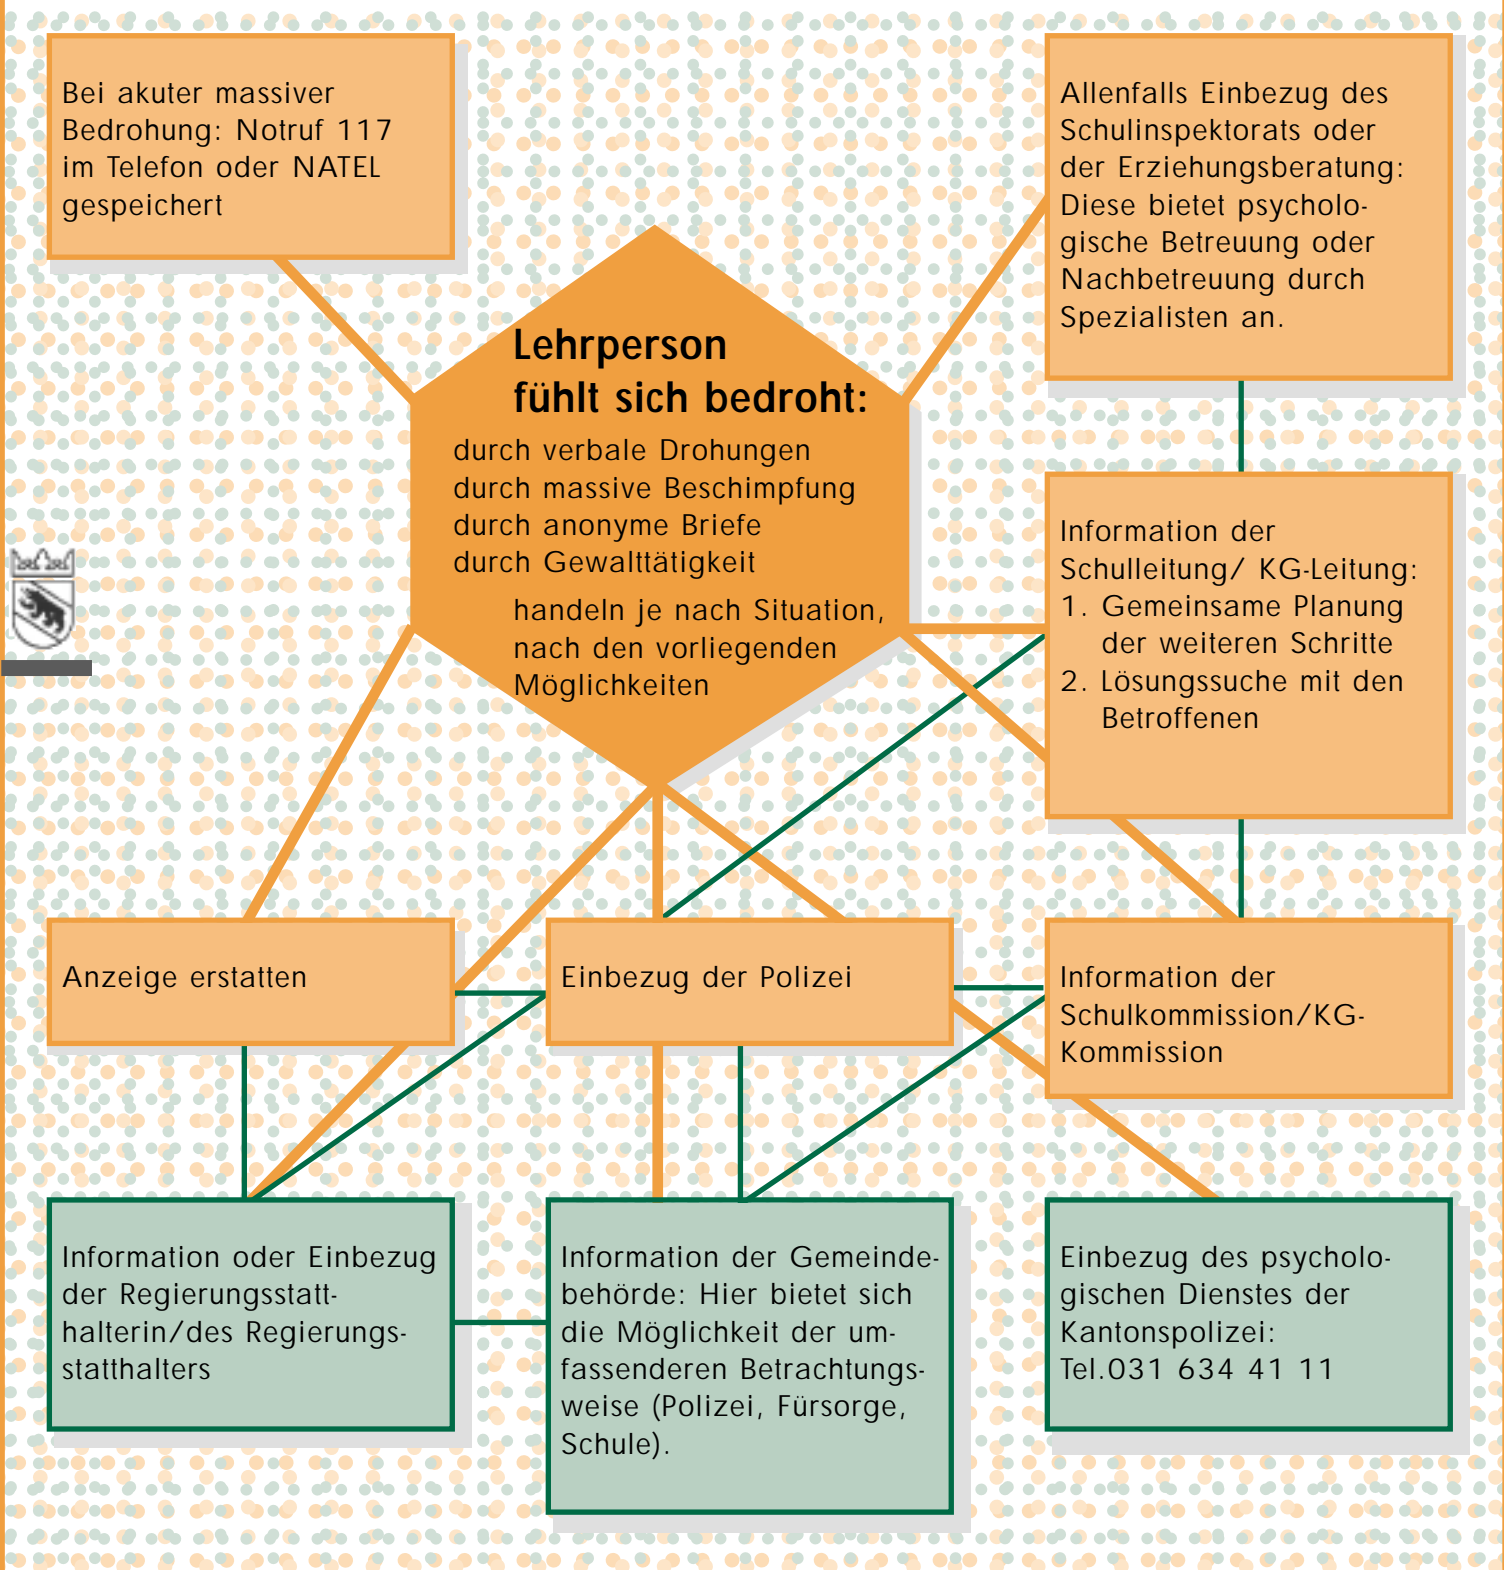 Bei akuter massiver
Bedrohung: Notruf 117
im Telefon oder NATEL
gespeichert
Allenfalls Einbezug des
Schulinspektorats oder
der Erziehungsberatung:
Diese bietet psycholo-
gische Betreuung oder
Nachbetreuung durch
Spezialisten an.
Lehrperson
fühlt sich bedroht:
durch verbale Drohungen
durch massive Beschimpfung
durch anonyme Briefe
durch Gewalttätigkeit
handeln je nach Situation,
nach den vorliegenden
Möglichkeiten
Information der
Schulleitung/ KG-Leitung:
1. Gemeinsame Planung
der weiteren Schritte
2. Lösungssuche mit den
Betroffenen
Anzeige erstatten
Einbezug der Polizei
Information der
Schulkommission/KG-
Kommission
Information oder Einbezug
der Regierungsstatt-
halterin/des Regierungs-
statthalters
Information der Gemeinde-
behörde: Hier bietet sich
die Möglichkeit der um-
fassenderen Betrachtungs-
weise (Polizei, Fürsorge,
Schule).
Einbezug des psycholo-
gischen Dienstes der
Kantonspolizei:
Tel.031 634 41 11